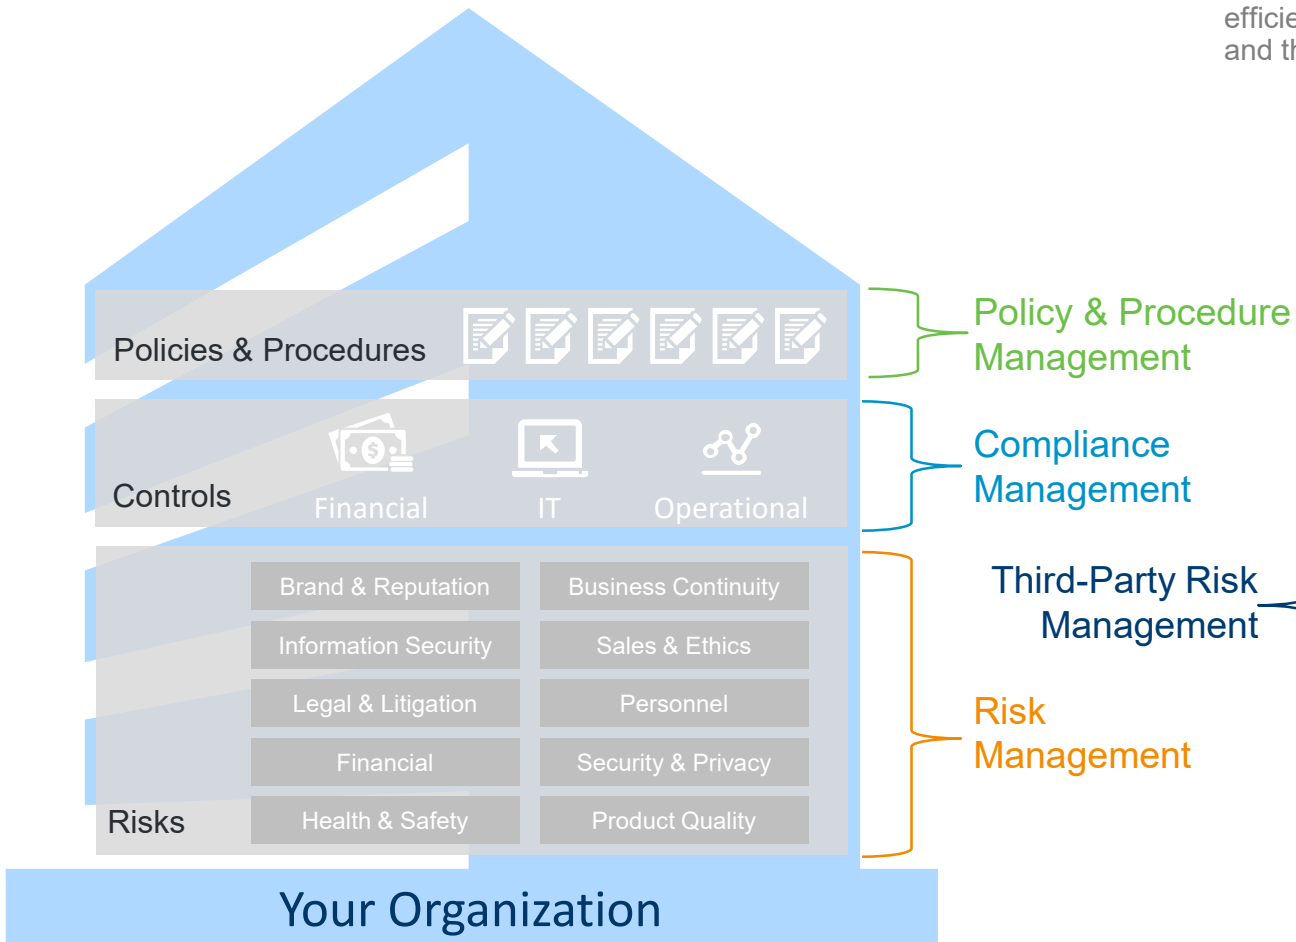 and
Policies & Procedures
Policy & Procedure
Management
Controls
Financial
IT
Operational
Compliance
Management
Brand & Reputation
Business Continuity
Information Security
Sales & Ethics
Legal & Litigation
Personnel
Financial
Security & Privacy
Health & Safety
Product Quality
Risks
Third-Party Risk
Management
Risk
Management
Your Organization